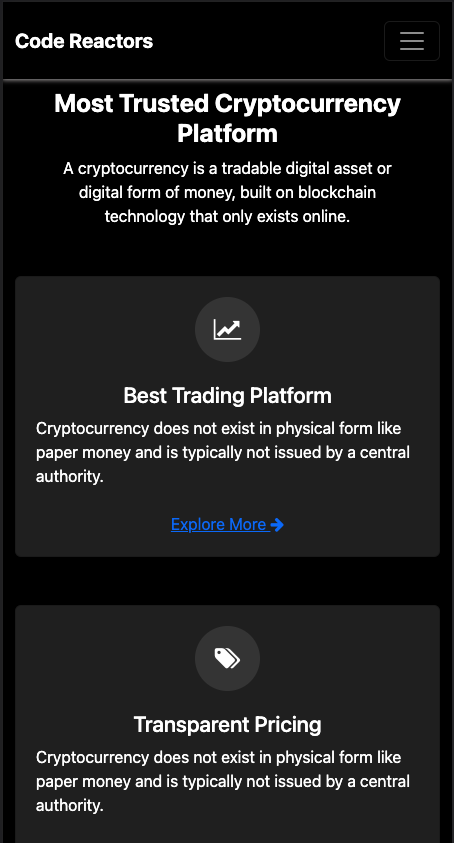 Code Reactors
Most Trusted Cryptocurrency
Platform
A cryptocurrency is a tradable digital asset or
digital form of money, built on blockchain
technology that only exists online.
Best Trading Platform
Cryptocurrency does not exist in physical form like
paper money and is typically not issued by a central
authority.
Explore More
Transparent Pricing
Cryptocurrency does not exist in physical form like
paper money and is typically not issued by a central
authority.